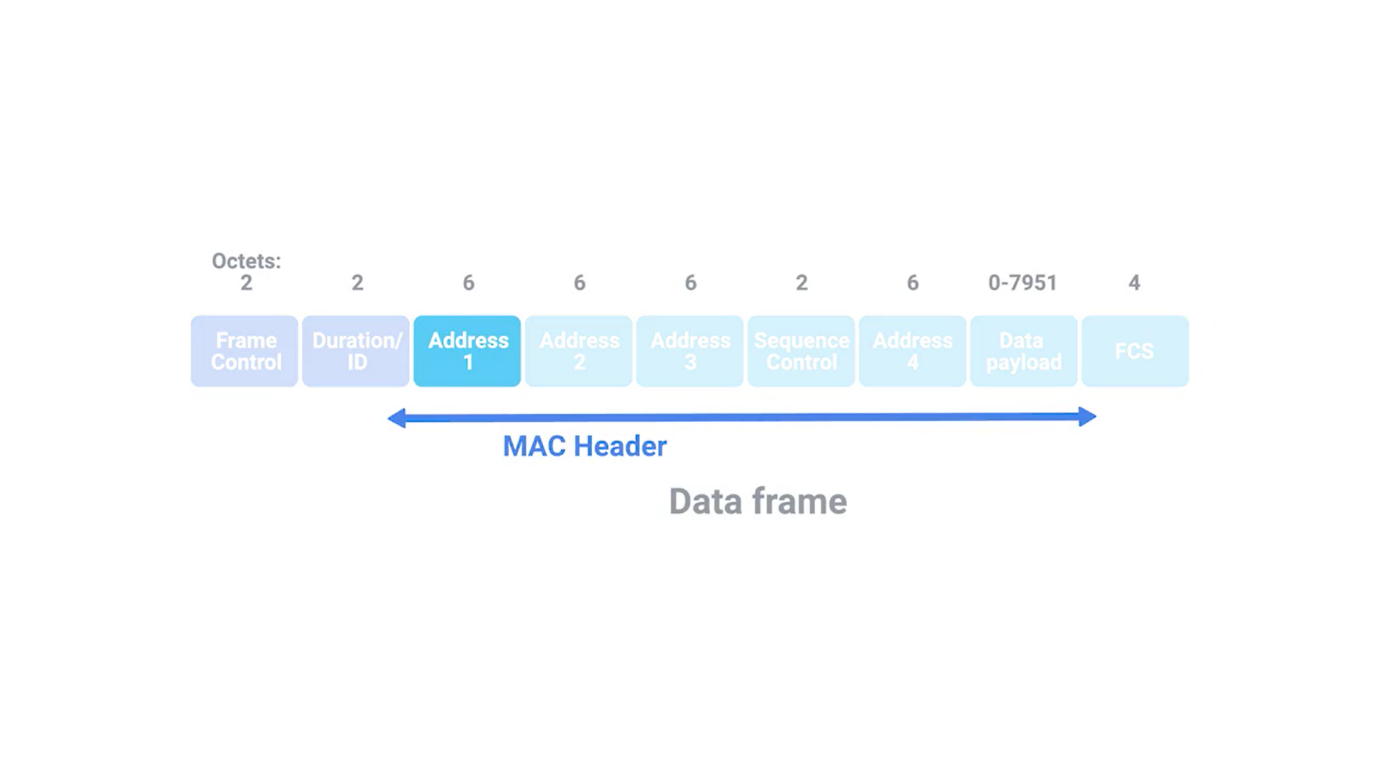 Octets:
2 2 6 6 6 2 6 0-7951 4
Frame Control
Duration/ ID
Address 1
Address 2
Address 3
Sequence Control
Address 4
Data payload
FCS
MAC Header
Data frame